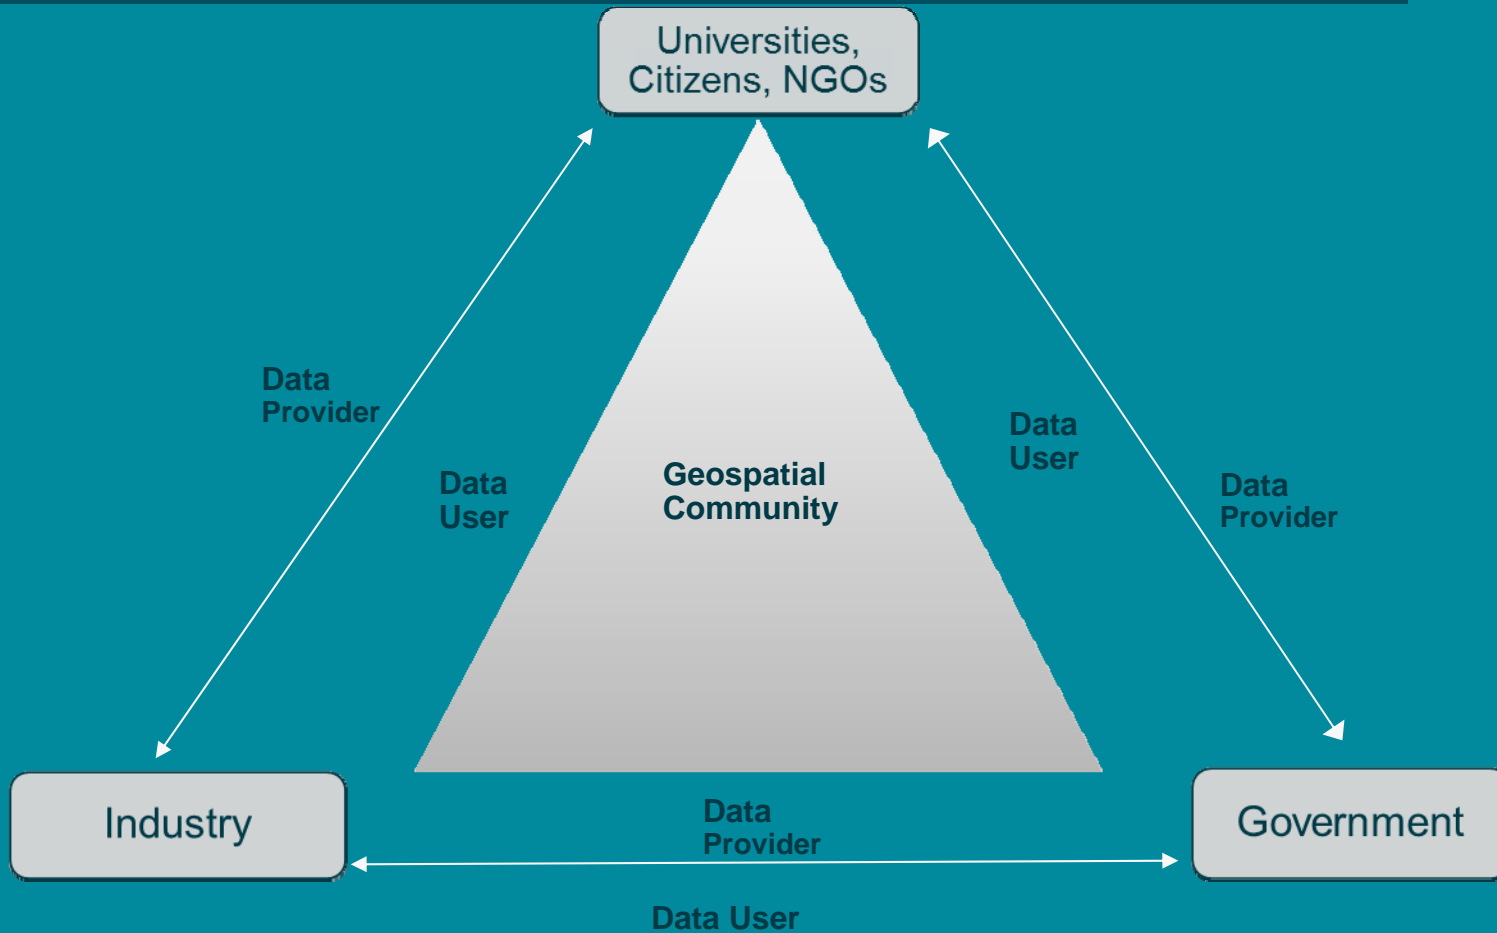 Universities,
Citizens, NGOs
Data
Provider
Data
User
Geospatial
Community
Data
User
Data
Provider
Industry
Data
Provider
Government
Data User